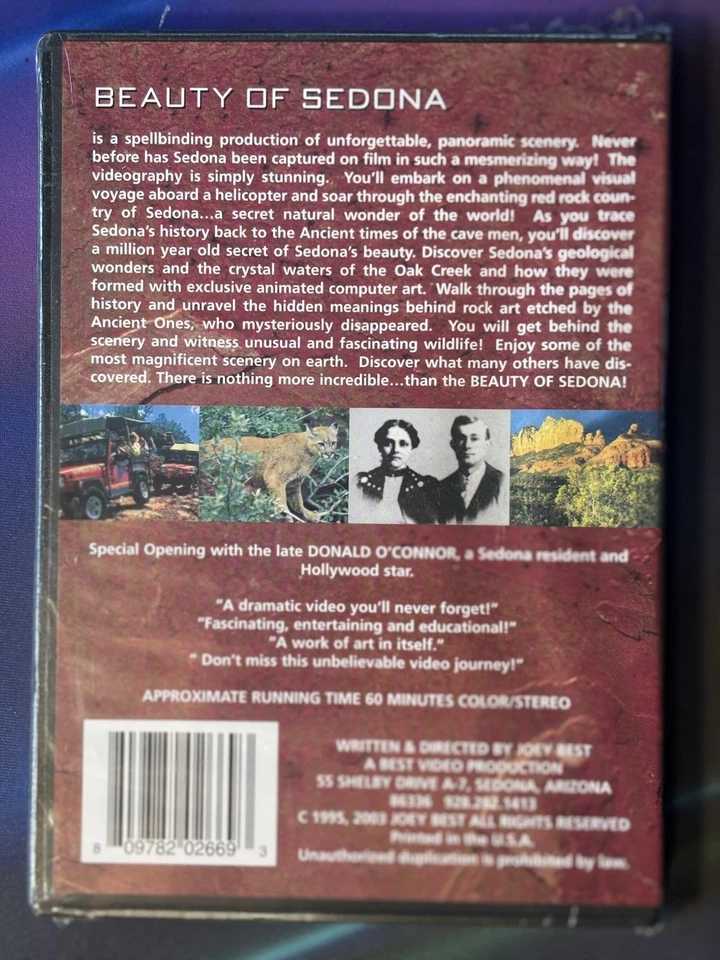 BEAUTY OF SEDONA
is a spellbinding production of unforgettable, panoramic scenery. Never
before has Sedona been captured on film in such a mesmerizing way! The
videography is simply stunning. You'll embark on a phenomenal visual
voyage aboard a helicopter and soar through the enchanting red rock coun-
try of Sedona...a secret natural wonder of the world! As you trace
Sedona's history back to the Ancient times of the cave men, you'll discover
a million year old secret of Sedona's beauty. Discover Sedona's geological
wonders and the crystal waters of the Oak Creek and how they were
formed with exclusive animated computer art. Walk through the pages of
history and unravel the hidden meanings behind rock art etched by the
Ancient Ones, who mysteriously disappeared. You will get behind the
scenery and witness unusual and fascinating wildlife! Enjoy some of the
most magnificent scenery on earth. Discover what many others have dis-
covered. There is nothing more incredible...than the BEAUTY OF SEDONA!
Special Opening with the late DONALD O'CONNOR, a Sedona resident and
Hollywood star.
"A dramatic video you'll never forget!"
"Fascinating, entertaining and educational!"
"A work of art in itself."
" Don't miss this unbelievable video journey!"
APPROXIMATE RUNNING TIME 60 MINUTES COLOR/STEREO
WRITTEN & DIRECTED BY JOEY BEST
A BEST VIDEO PRODUCTION
55 SHELBY DRIVE A-7, SEDONA, ARIZONA
86336 928.282.1413
C 1995, 2003 JOEY BEST ALL RIGHTS RESERVED
Printed in the U.S.A.
Unauthorized duplication is prohibited by law.
8 09782 02669 3